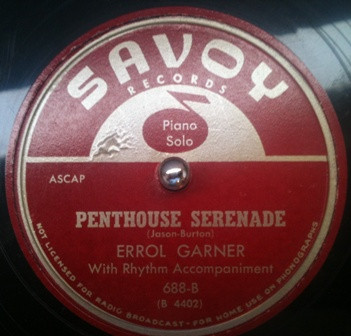 SAVOY
RECORDS
Piano
Solo
ASCAP
PENTHOUSE SERENADE
(Jason-Burton)
ERROL GARNER
With Rhythm Accompaniment
688-B
(B 4402)
NOT LICENSED FOR RADIO BROADCAST • FOR HOME USE ON PHONOGRAPHS